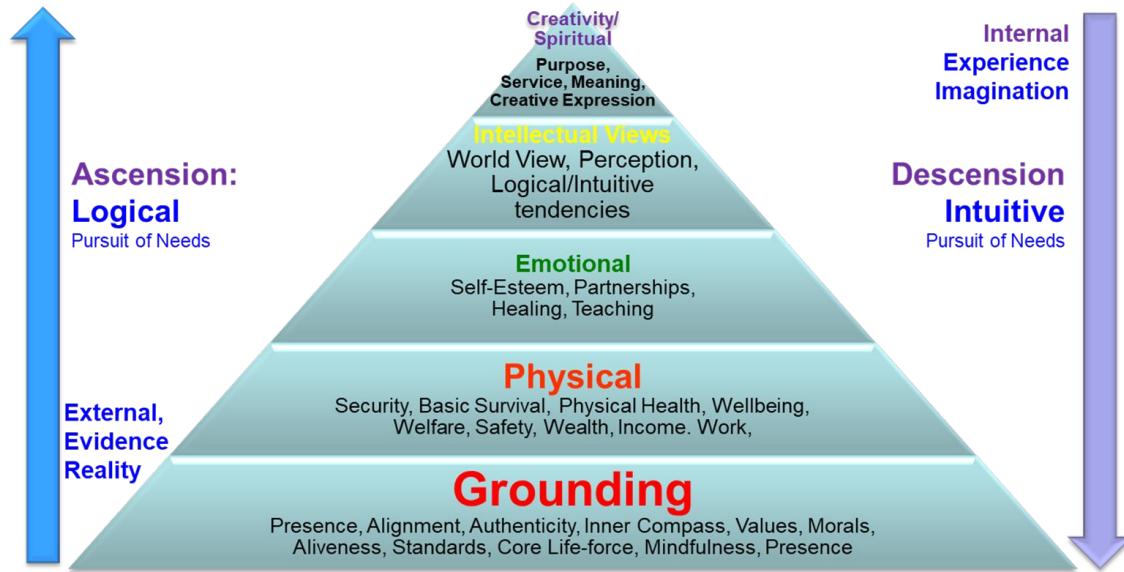 Creativity/
Spiritual
Purpose,
Service, Meaning,
Creative Expression
Intellectual Views
World View, Perception,
Logical/Intuitive
tendencies
Emotional
Self-Esteem, Partnerships,
Healing, Teaching
Physical
Security, Basic Survival, Physical Health, Wellbeing,
Welfare, Safety, Wealth, Income. Work,
Grounding
Presence, Alignment, Authenticity, Inner Compass, Values, Morals,
Aliveness, Standards, Core Life-force, Mindfulness, Presence
Ascension:
Logical
Pursuit of Needs
External,
Evidence
Reality
Internal
Experience
Imagination
Descension
Intuitive
Pursuit of Needs